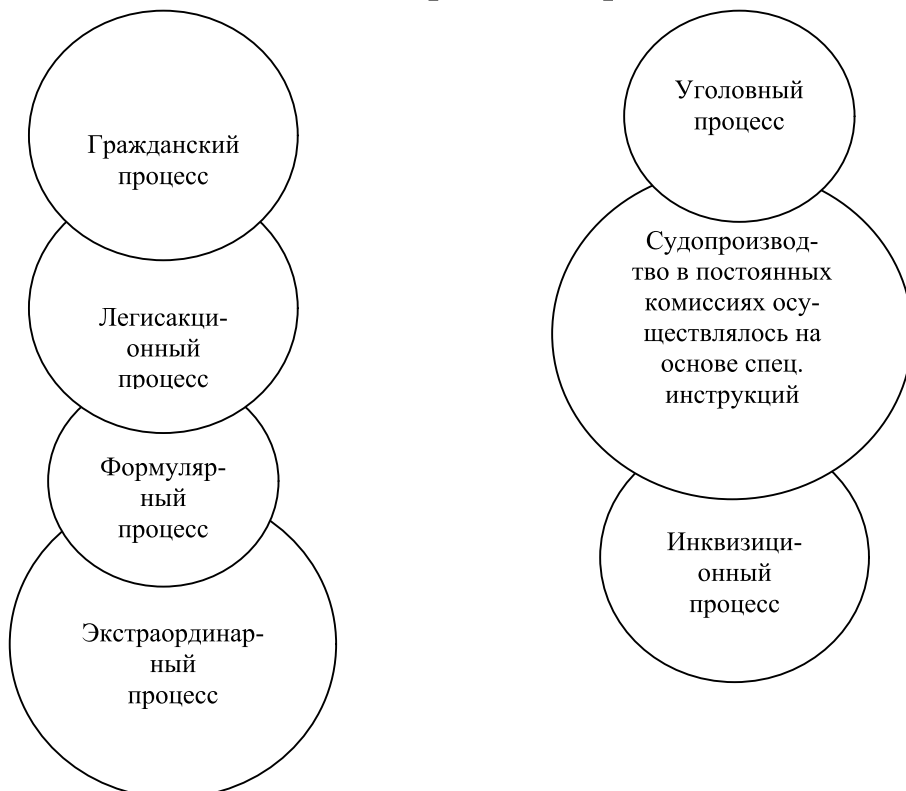 Гражданский
процесс
Легисакци-
онный
процесс
Формуляр-
ный
процесс
Экстраординар-
ный
процесс
Уголовный
процесс
Судопроизвод-
тво в постоянных
комиссиях осу-
ществлялось на
основе спец.
инструкций
Инквизици-
онный
процесс